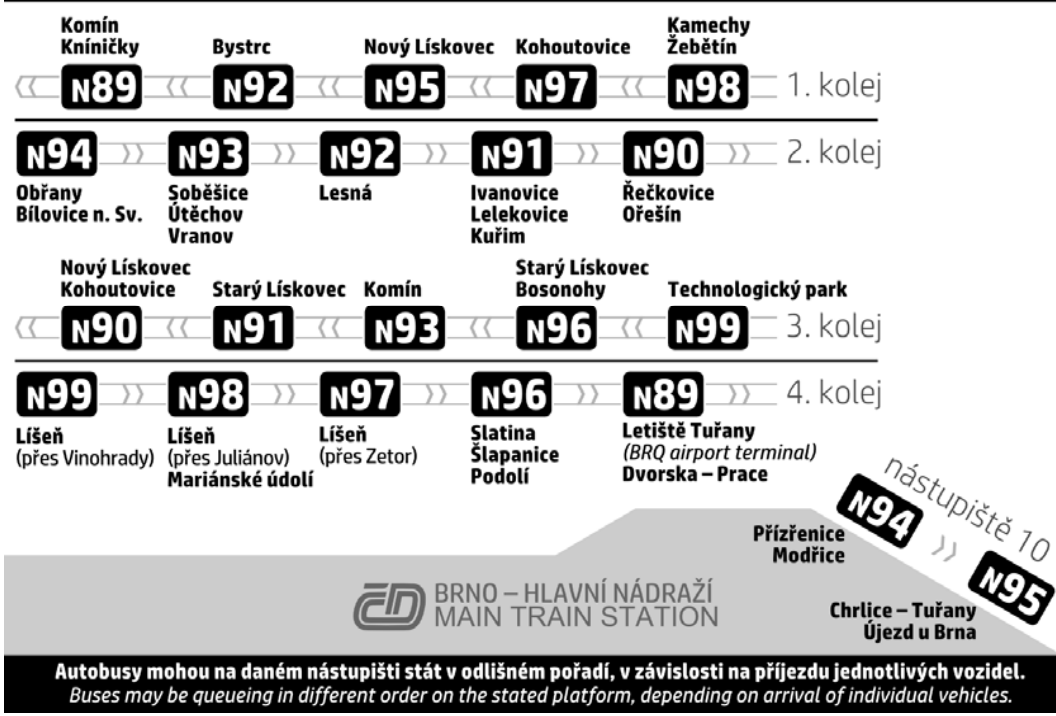 Komín
Kníničky
Bystrc
Nový Lískovec
Kohoutovice
Kamechy
Žebětín
N89
N92
N95
N97
N98
1. kolej
N94
N93
N92
N91
N90
2. kolej
Obřany
Bílovice n. Sv.
Soběšice
Útěchov
Vranov
Lesná
Ivanovice
Lelekovice
Kuřim
Řečkovice
Ořešín
Nový Lískovec
Kohoutovice
Starý Lískovec
Komín
Starý Lískovec
Bosonohy
Technologický park
N90
N91
N93
N96
N99
3. kolej
N99
N98
N97
N96
N89
4. kolej
Líšeň
(přes Vinohrady)
Líšeň
(přes Juliánov)
Mariánské údolí
Líšeň
(přes Zetor)
Slatina
Šlapanice
Podolí
Letiště Tuřany
(BRQ airport terminal)
Dvorska – Prace
nástupiště 10
N94
N95
Přízřenice
Modřice
Chrlice – Tuřany
Újezd u Brna
ČD
BRNO – HLAVNÍ NÁDRAŽÍ
MAIN TRAIN STATION
Autobusy mohou na daném nástupišti stát v odlišném pořadí, v závislosti na příjezdu jednotlivých vozidel.
Buses may be queueing in different order on the stated platform, depending on arrival of individual vehicles.